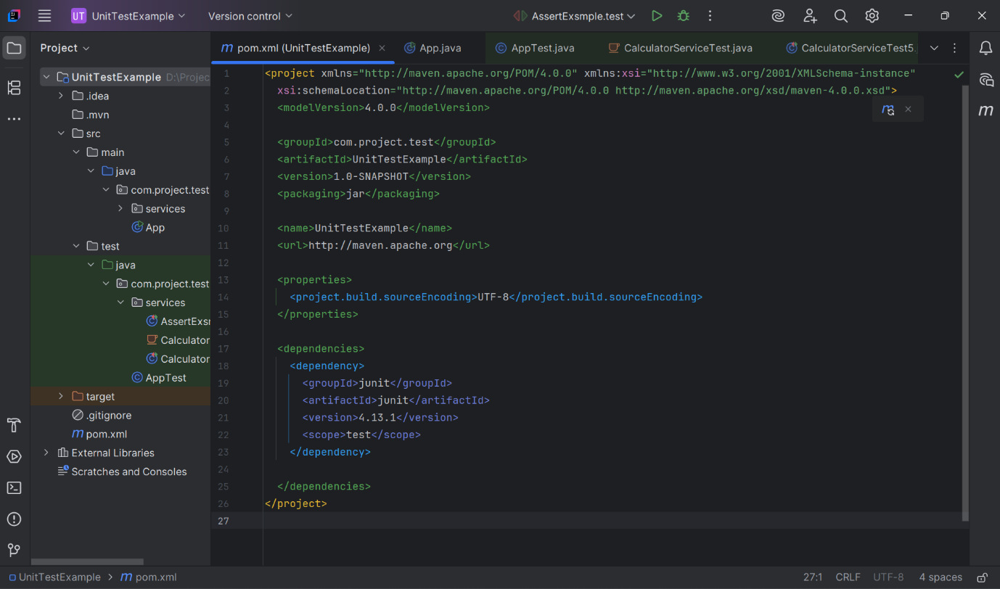 UT UnitTestExample Version control AssertExsmple.test
Project
m pom.xml (UnitTestExample) App.java AppTest.java CalculatorServiceTest.java CalculatorServiceTest5.
UnitTestExample D:\Projec
.idea
.mvn
src
main
java
com.project.test
services
App
test
java
com.project.test
services
AssertExsr
Calculator
Calculator
AppTest
target
.gitignore
m pom.xml
External Libraries
Scratches and Consoles
1 <project xmlns="http://maven.apache.org/POM/4.0.0" xmlns:xsi="http://www.w3.org/2001/XMLSchema-instance"
2 xsi:schemaLocation="http://maven.apache.org/POM/4.0.0 http://maven.apache.org/xsd/maven-4.0.0.xsd">
3 <modelVersion>4.0.0</modelVersion>
4
5 <groupId>com.project.test</groupId>
6 <artifactId>UnitTestExample</artifactId>
7 <version>1.0-SNAPSHOT</version>
8 <packaging>jar</packaging>
9
10 <name>UnitTestExample</name>
11 <url>http://maven.apache.org</url>
12
13 <properties>
14 <project.build.sourceEncoding>UTF-8</project.build.sourceEncoding>
15 </properties>
16
17 <dependencies>
18 <dependency>
19 <groupId>junit</groupId>
20 <artifactId>junit</artifactId>
21 <version>4.13.1</version>
22 <scope>test</scope>
23 </dependency>
24
25 </dependencies>
26 </project>
27
m
m
UnitTestExample > m pom.xml 27:1 CRLF UTF-8 4 spaces